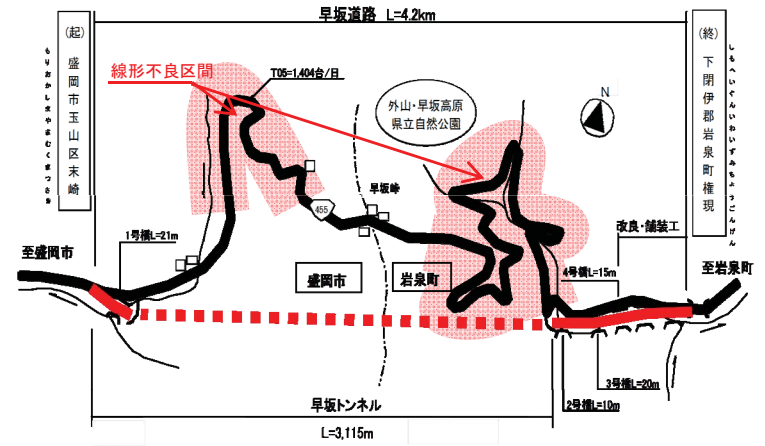 早坂道路 L=4.2km
(起)
盛岡市玉山区末崎
もりおかしたまやまむくまつさき
線形不良区間
T05=1,404台/日
外山・早坂高原
県立自然公園
N
(終)
下閉伊郡岩泉町権現
しもへいぐんいわいずみちょうごんげん
455
早坂峠
1号橋L=21m
改良・舗装工
至盛岡市
盛岡市
岩泉町
4号橋L=15m
至岩泉町
3号橋L=20m
2号橋L=10m
早坂トンネル
L=3,115m